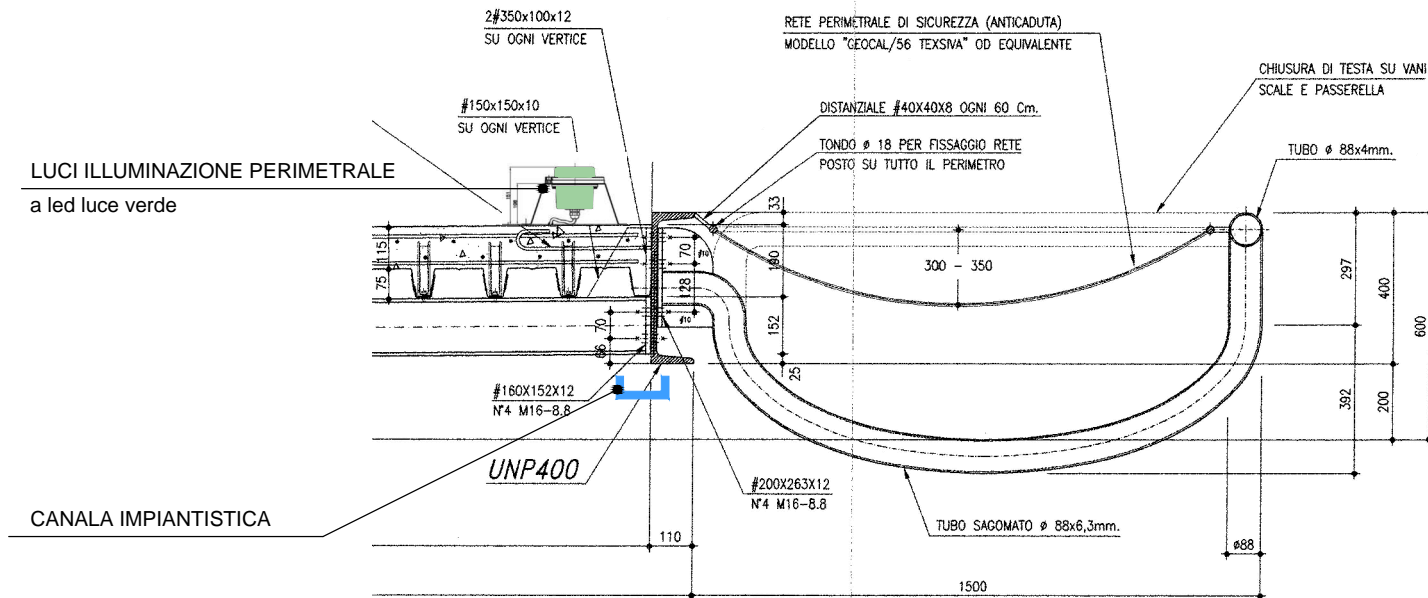 2#350x100x12
SU OGNI VERTICE
RETE PERIMETRALE DI SICUREZZA (ANTICADUTA)
MODELLO "GEOCAL/56 TEXSIVA" OD EQUIVALENTE
CHIUSURA DI TESTA SU VANI
SCALE E PASSERELLA
#150x150x10
SU OGNI VERTICE
DISTANZIALE #40X40X8 OGNI 60 Cm.
TONDO ø 18 PER FISSAGGIO RETE
POSTO SU TUTTO IL PERIMETRO
TUBO ø 88x4mm.
LUCI ILLUMINAZIONE PERIMETRALE
a led luce verde
33
115
75
70
#10
128
#10
190
300 - 350
297
400
600
152
70
66
25
392
200
#160X152X12
N°4 M16-8.8
UNP400
#200X263X12
N°4 M16-8.8
CANALA IMPIANTISTICA
TUBO SAGOMATO ø 88x6,3mm.
110
ø88
1500